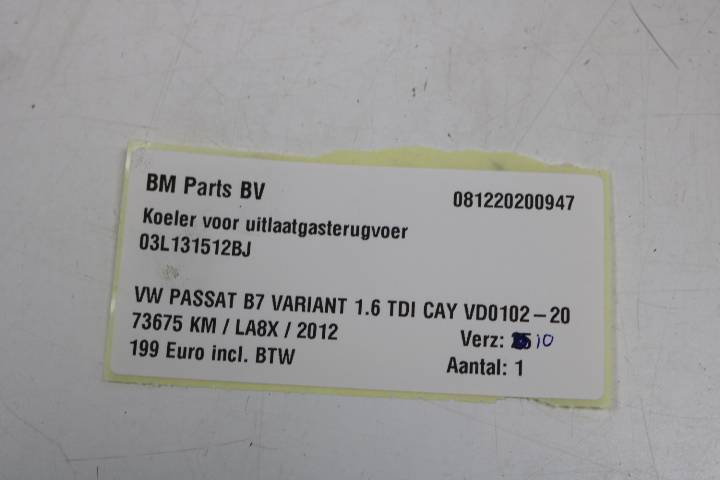 BM Parts BV
081220200947
Koeler voor uitlaatgasterugvoer
03L131512BJ
VW PASSAT B7 VARIANT 1.6 TDI CAY VD0102-20
73675 KM / LA8X / 2012
Verz: 10
199 Euro incl. BTW
Aantal: 1